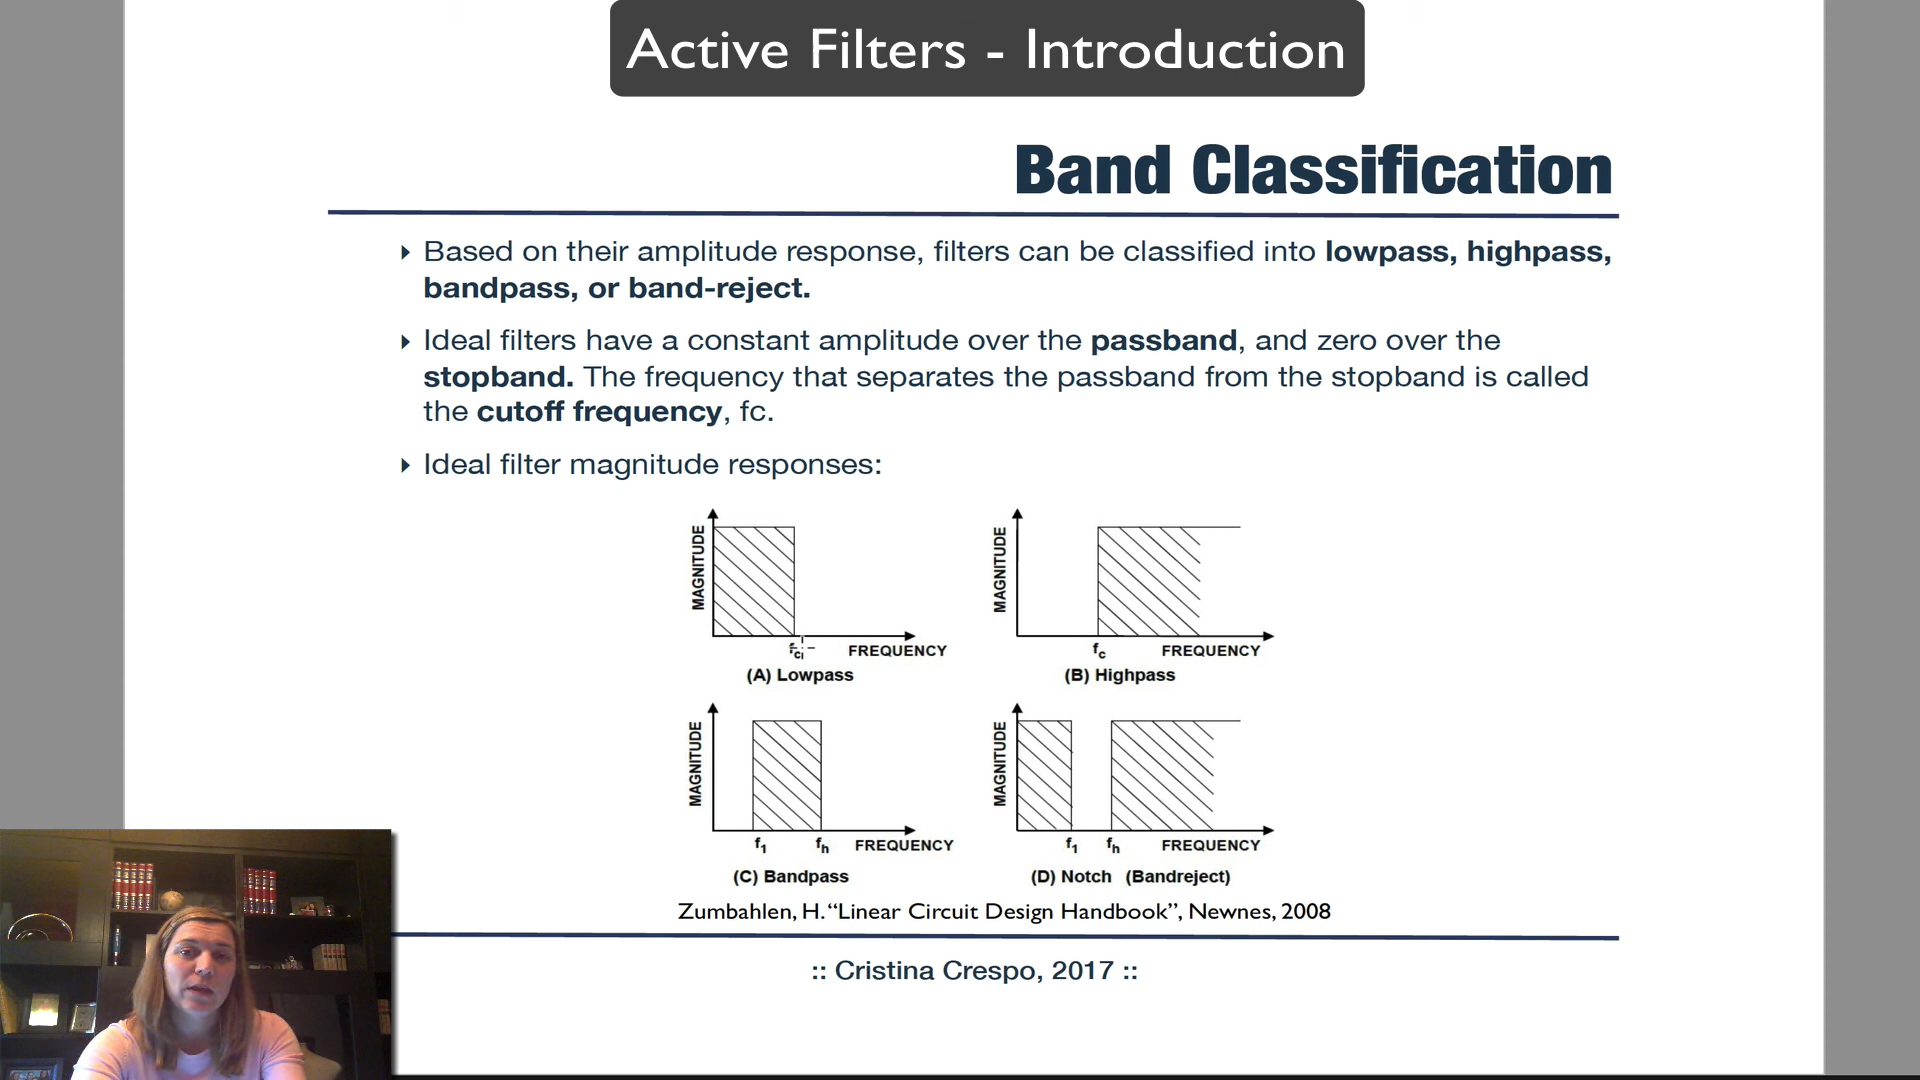 Active Filters - Introduction
Band Classification
Based on their amplitude response, filters can be classified into lowpass, highpass,
bandpass, or band-reject.
Ideal filters have a constant amplitude over the passband, and zero over the
stopband. The frequency that separates the passband from the stopband is called
the cutoff frequency, fc.
Ideal filter magnitude responses:
MAGNITUDE
fc
FREQUENCY
(A) Lowpass
MAGNITUDE
fc
FREQUENCY
(B) Highpass
MAGNITUDE
f1
fh
FREQUENCY
(C) Bandpass
MAGNITUDE
f1
fh
FREQUENCY
(D) Notch (Bandreject)
Zumbahlen, H. “Linear Circuit Design Handbook”, Newnes, 2008
:: Cristina Crespo, 2017 ::